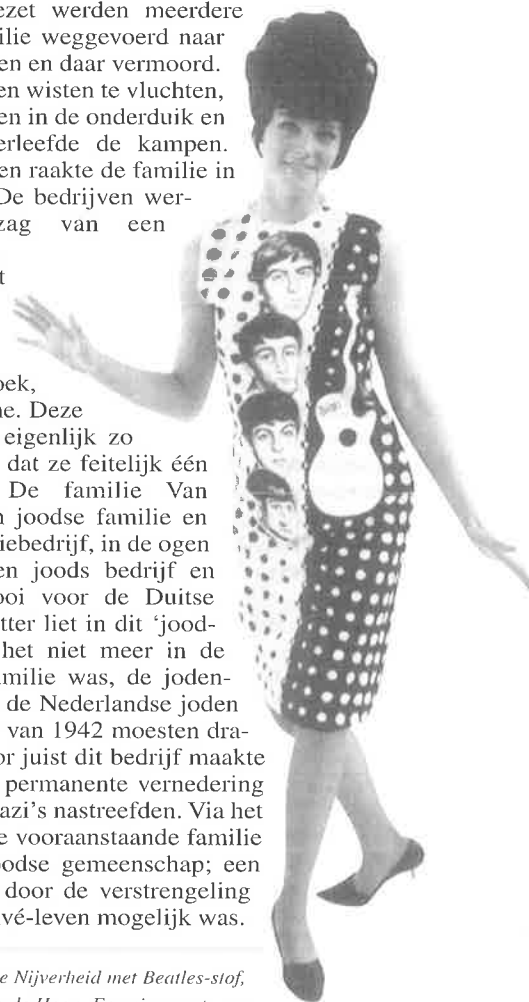 ezet werden meerdere
ilie weggevoerd naar
en en daar vermoord.
en wisten te vluchten,
en in de onderduik en
erleefde de kampen.
en raakte de familie in
De bedrijven wer-
zag van een
t
oek,
ne. Deze
eigenlijk zo
dat ze feitelijk één
De familie Van
n joodse familie en
iebedrijf, in de ogen
en joods bedrijf en
ooi voor de Duitse
tter liet in dit ‘jood-
het niet meer in de
amilie was, de joden-
de Nederlandse joden
van 1942 moesten dra-
or juist dit bedrijf maakte
permanente vernedering
azi’s nastreefden. Via het
e vooraanstaande familie
oodse gemeenschap; een
door de verstrengeling
vé-leven mogelijk was.
e Nijverheid met Beatles-stof,